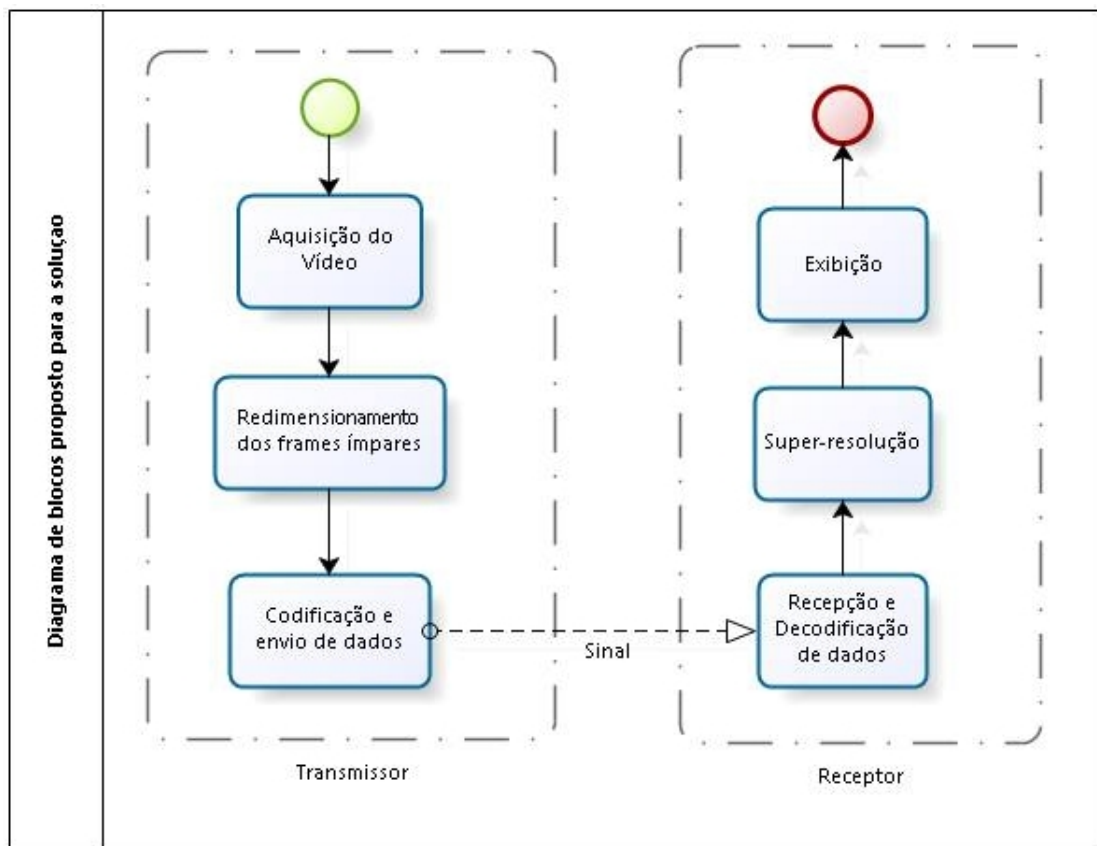 Diagrama de blocos proposto para a soluçao
Aquisição do
Vídeo
Redimensionamento
dos frames ímpares
Codificação e
envio de dados
Transmissor
Sinal
Exibição
Super-resolução
Recepção e
Decodificação
de dados
Receptor